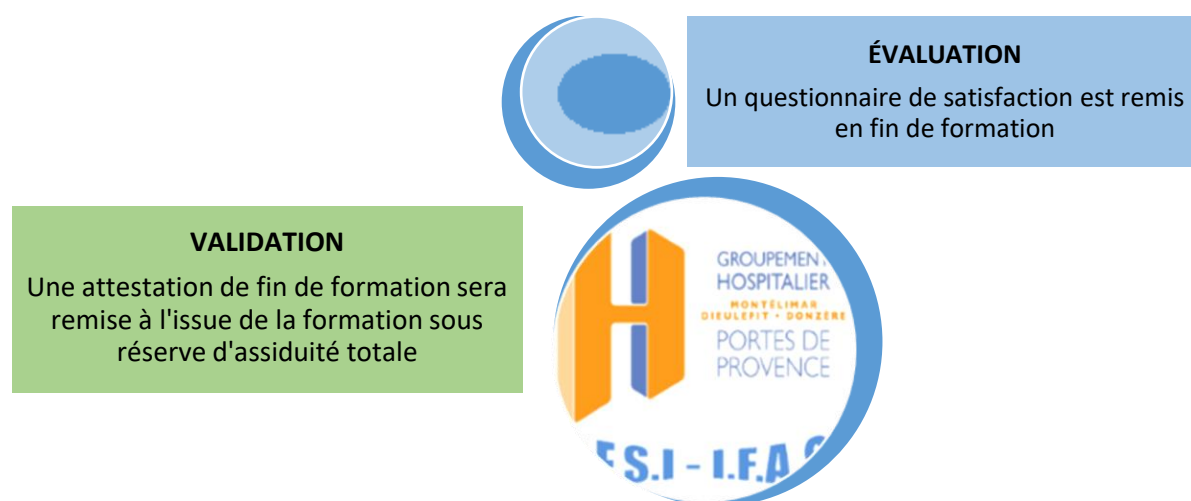 ÉVALUATION
Un questionnaire de satisfaction est remis
en fin de formation
VALIDATION
Une attestation de fin de formation sera
remise à l'issue de la formation sous
réserve d'assiduité totale
GROUPEMEN
HOSPITALIER
MONTÉLIMAR
DIEULEFIT • DONZÈRE
PORTES DE
PROVENCE
S.I - I.F.A